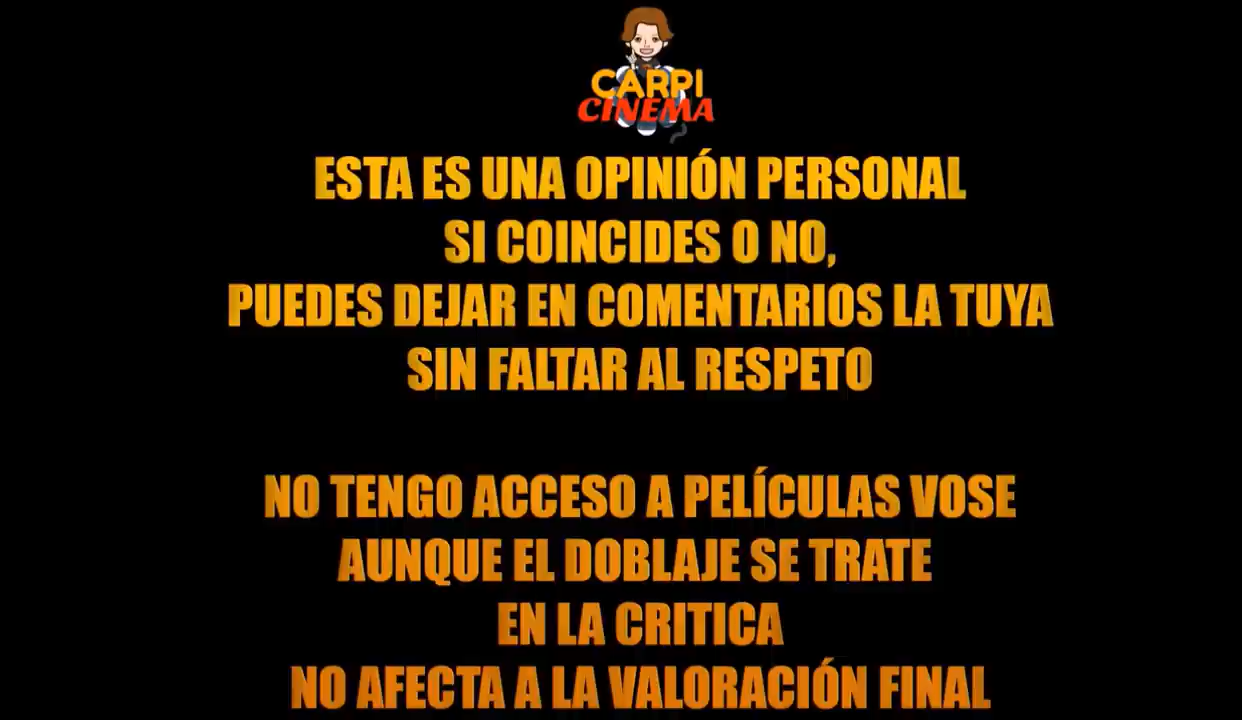 CARPI
CINEMA
ESTA ES UNA OPINIÓN PERSONAL
SI COINCIDES O NO,
PUEDES DEJAR EN COMENTARIOS LA TUYA
SIN FALTAR AL RESPETO
NO TENGO ACCESO A PELÍCULAS VOSE
AUNQUE EL DOBLAJE SE TRATE
EN LA CRITICA
NO AFECTA A LA VALORACIÓN FINAL